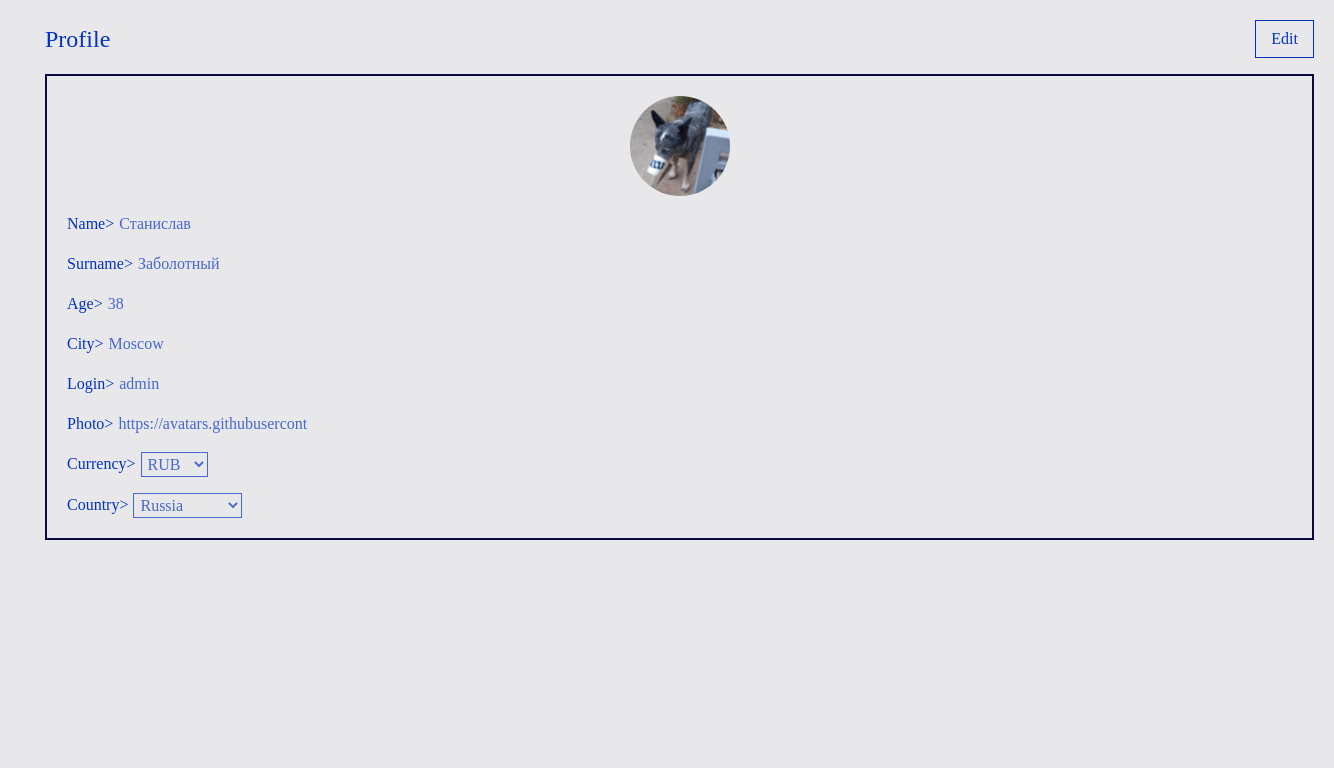 Profile
Edit
Name> Станислав
Surname> Заболотный
Age> 38
City> Moscow
Login> admin
Photo> https://avatars.githubusercont
Currency> RUB
Country> Russia